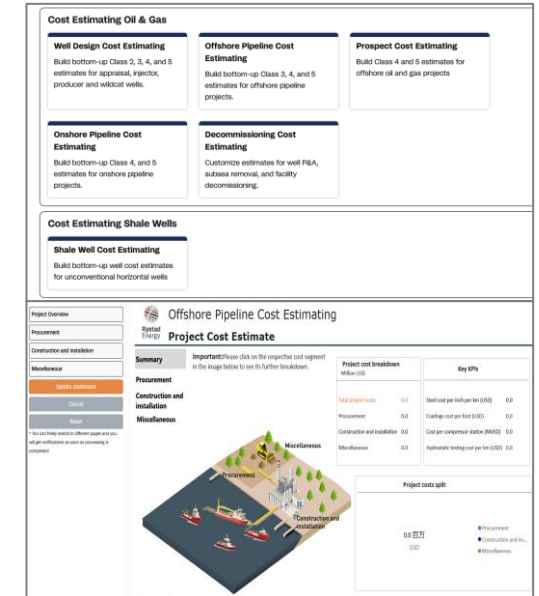 Cost Estimating Oil & Gas
Well Design Cost Estimating
Build bottom-up Class 2, 3, 4, and 5
estimates for appraisal, injector,
producer and wildcat wells.
Offshore Pipeline Cost
Estimating
Build bottom-up Class 3, 4, and 5
estimates for offshore pipeline
projects.
Prospect Cost Estimating
Build Class 4 and 5 estimates for
offshore oil and gas projects
Onshore Pipeline Cost
Estimating
Build bottom-up Class 4, and 5
estimates for onshore pipeline
projects.
Decommissioning Cost
Estimating
Customize estimates for well P&A,
subsea removal, and facility
decomissioning.
Cost Estimating Shale Wells
Shale Well Cost Estimating
Build bottom-up well cost estimates
for unconventional horizontal wells
Project Overview
Procurement
Construction and installation
Miscellaneous
Update dashboard
Cancel
Reset
* You can freely switch in different pages and you
will get notifications as soon as processing is
completed
Rystad
Energy
Offshore Pipeline Cost Estimating
Project Cost Estimate
Summary
Procurement
Construction and
installation
Miscellaneous
Important:Please click on the respective cost segment
in the image below to see its further breakdown.
Miscellaneous
Procurement
Construction and
installation
Project cost breakdown
Million USD
Total project costs 0.0
Procurement 0.0
Construction and installation 0.0
Miscellaneous 0.0
Key KPIs
Steel cost per inch per km (USD) 0.0
Coatings cost per foot (USD) 0.0
Cost per compressor station (MUSD) 0.0
Hydrostatic testing cost per km (USD) 0.0
Project costs split
0.0 百万
USD
Procurement
Construction and ins...
Miscellaneous